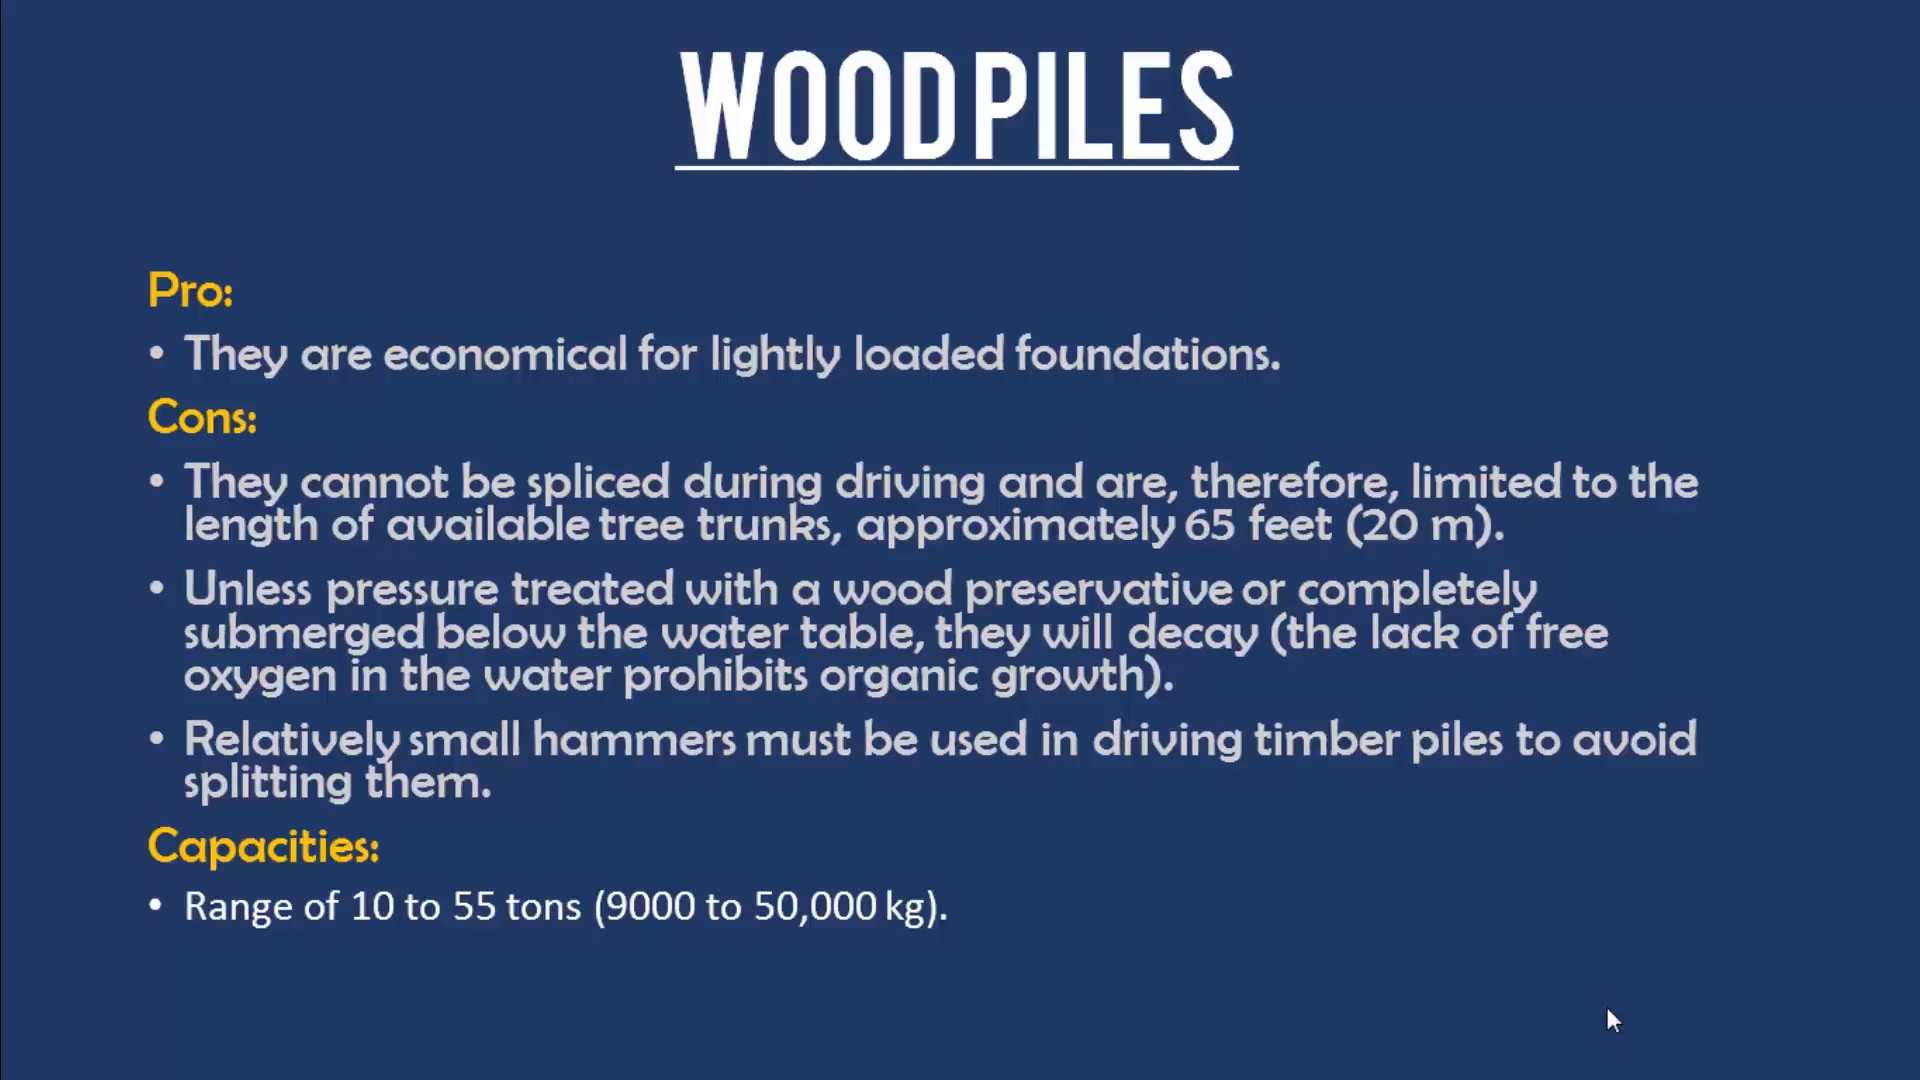 WOOD PILES
Pro:
• They are economical for lightly loaded foundations.
Cons:
• They cannot be spliced during driving and are, therefore, limited to the
length of available tree trunks, approximately 65 feet (20 m).
• Unless pressure treated with a wood preservative or completely
submerged below the water table, they will decay (the lack of free
oxygen in the water prohibits organic growth).
• Relatively small hammers must be used in driving timber piles to avoid
splitting them.
Capacities:
• Range of 10 to 55 tons (9000 to 50,000 kg).